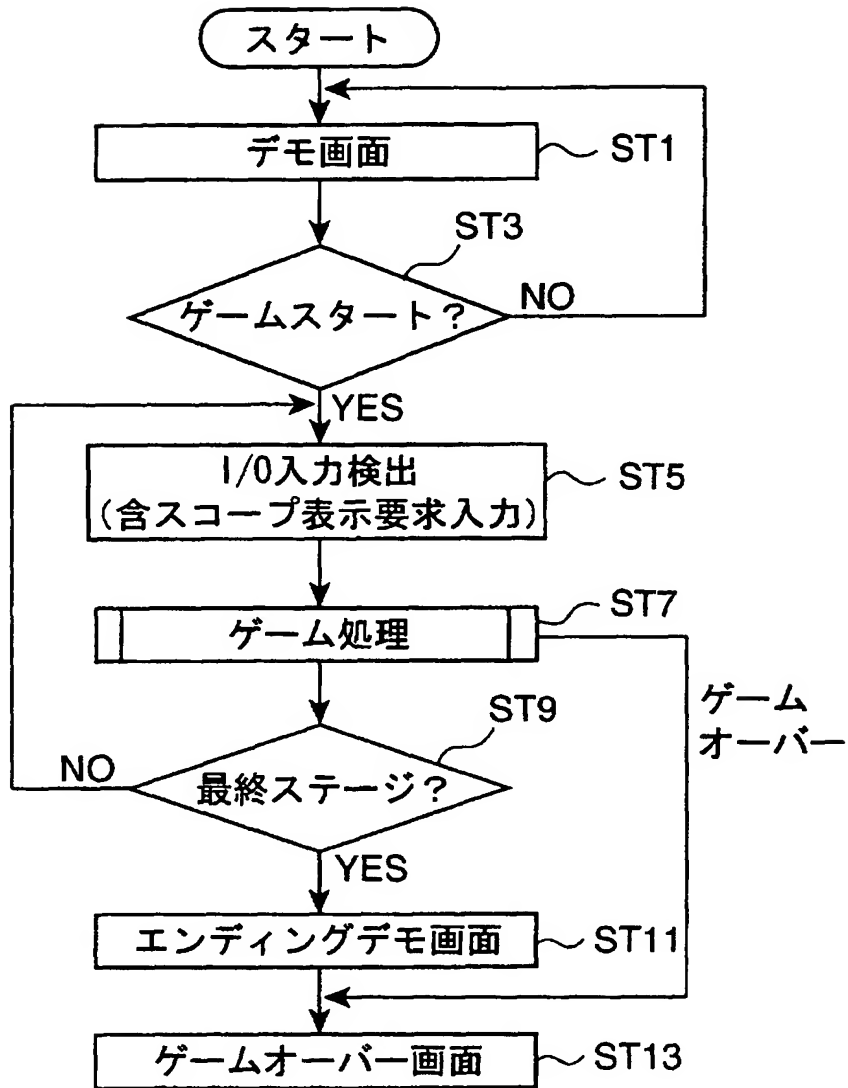 スタート
デモ画面
ST1
ST3
ゲームスタート?
NO
YES
I/O入力検出
(含スコープ表示要求入力)
ST5
ゲーム処理
ST7
ゲーム
オーバー
ST9
最終ステージ?
NO
YES
エンディングデモ画面
ST11
ゲームオーバー画面
ST13